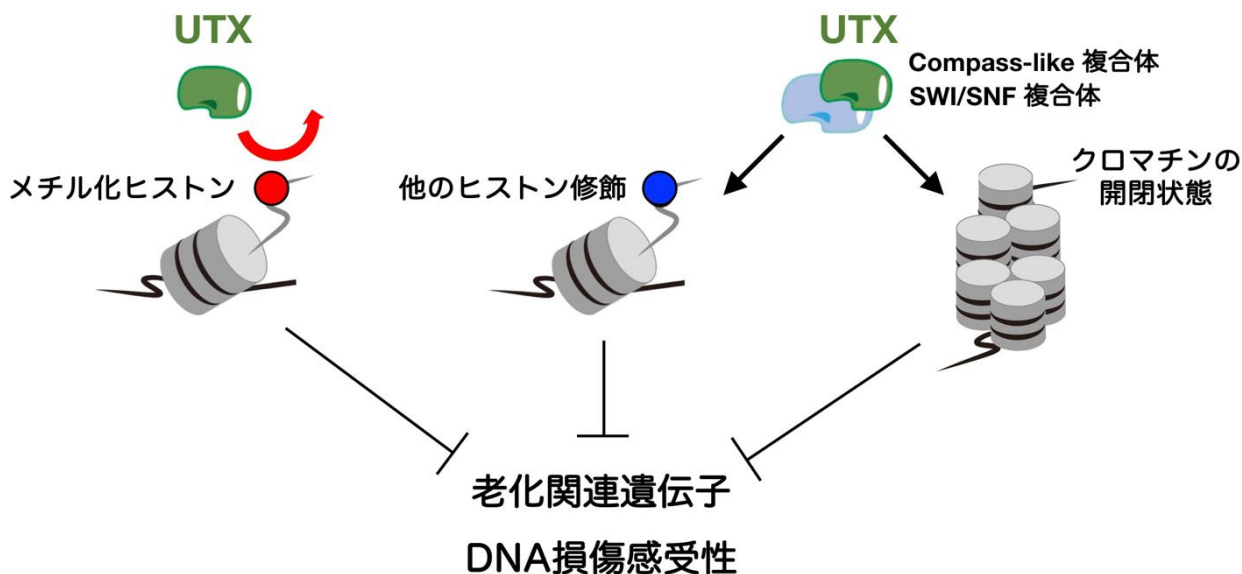 UTX
UTX
Compass-like 複合体
SWI/SNF 複合体
メチル化ヒストン
他のヒストン修飾
クロマチンの
開閉状態
老化関連遺伝子
DNA損傷感受性